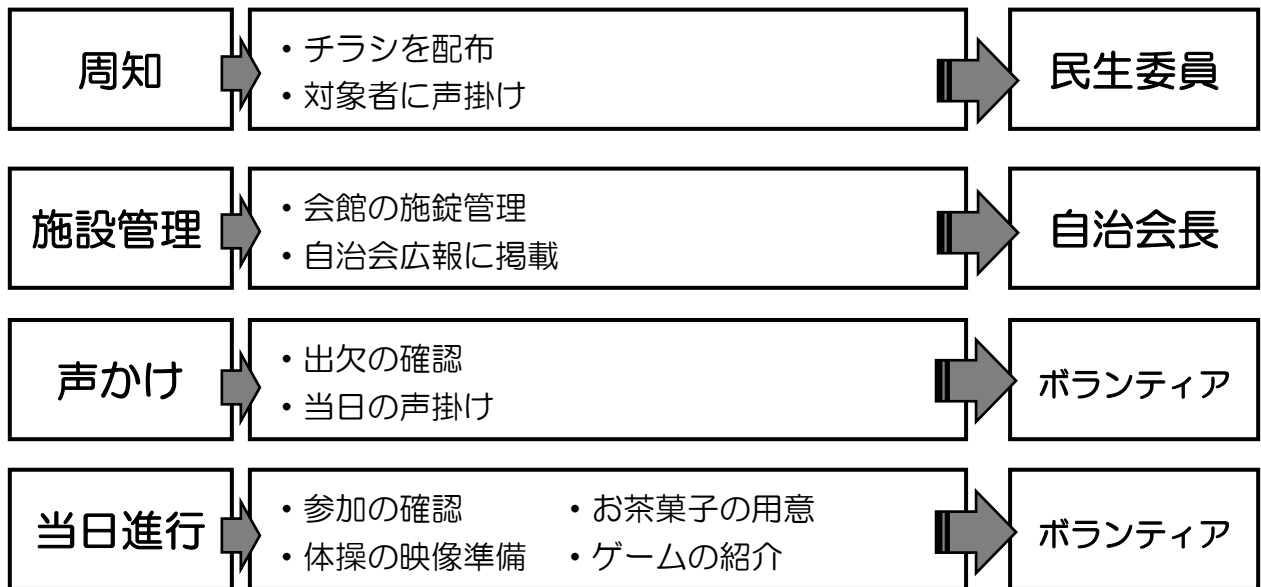 周知
・チラシを配布
・対象者に声掛け
民生委員
施設管理
・会館の施錠管理
・自治会広報に掲載
自治会長
声かけ
・出欠の確認
・当日の声掛け
ボランティア
当日進行
・参加の確認 ・お茶菓子の用意
・体操の映像準備 ・ゲームの紹介
ボランティア